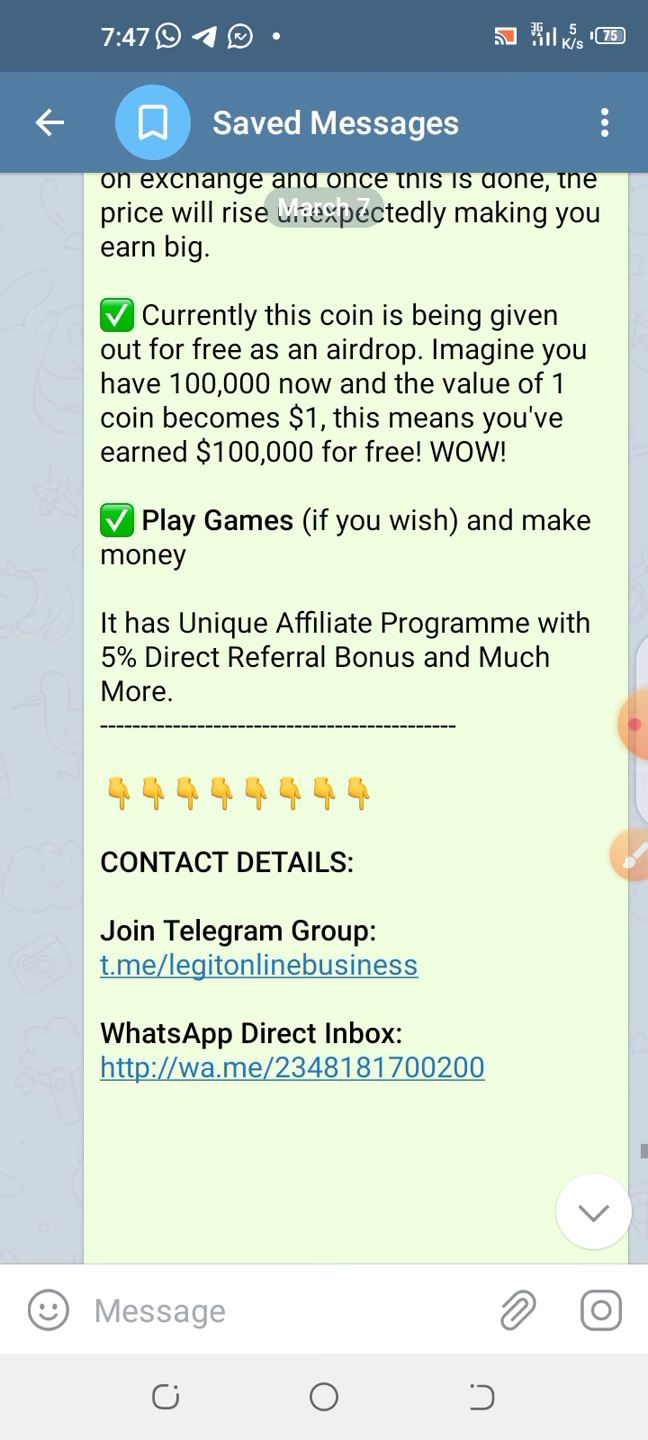 7:47
3G
5
K/s
75
Saved Messages
on exchange and once this is done, the
March 7
price will rise unexpectedly making you
earn big.
✅ Currently this coin is being given
out for free as an airdrop. Imagine you
have 100,000 now and the value of 1
coin becomes $1, this means you've
earned $100,000 for free! WOW!
✅ Play Games (if you wish) and make
money
It has Unique Affiliate Programme with
5% Direct Referral Bonus and Much
More.
--------------------------------------------
👇👇👇👇👇👇👇👇
CONTACT DETAILS:
Join Telegram Group:
t.me/legitonlinebusiness
WhatsApp Direct Inbox:
http://wa.me/2348181700200
Message